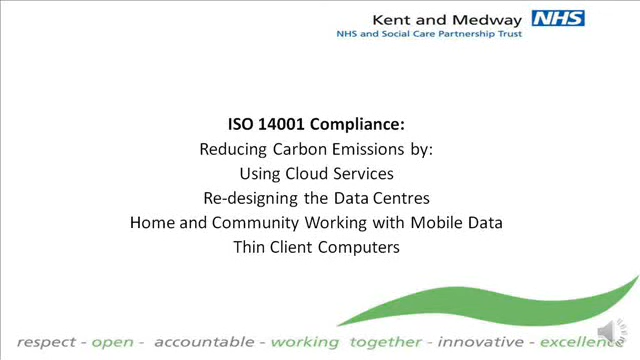 Kent and Medway NHS
NHS and Social Care Partnership Trust
ISO 14001 Compliance:
Reducing Carbon Emissions by:
Using Cloud Services
Re-designing the Data Centres
Home and Community Working with Mobile Data
Thin Client Computers
respect - open - accountable - working together - innovative - excellence